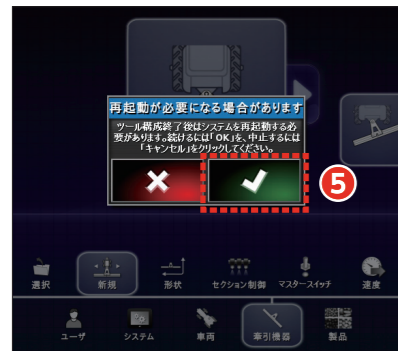 再起動が必要になる場合があります
ツール構成終了後はシステムを再起動する必
要があります。続けるには「OK」を、中止するには
「キャンセル」をクリックしてください。
5
選択 新規 形状 セクション制御 マスタースイッチ 速度
ユーザ システム 車両 牽引機器 製品